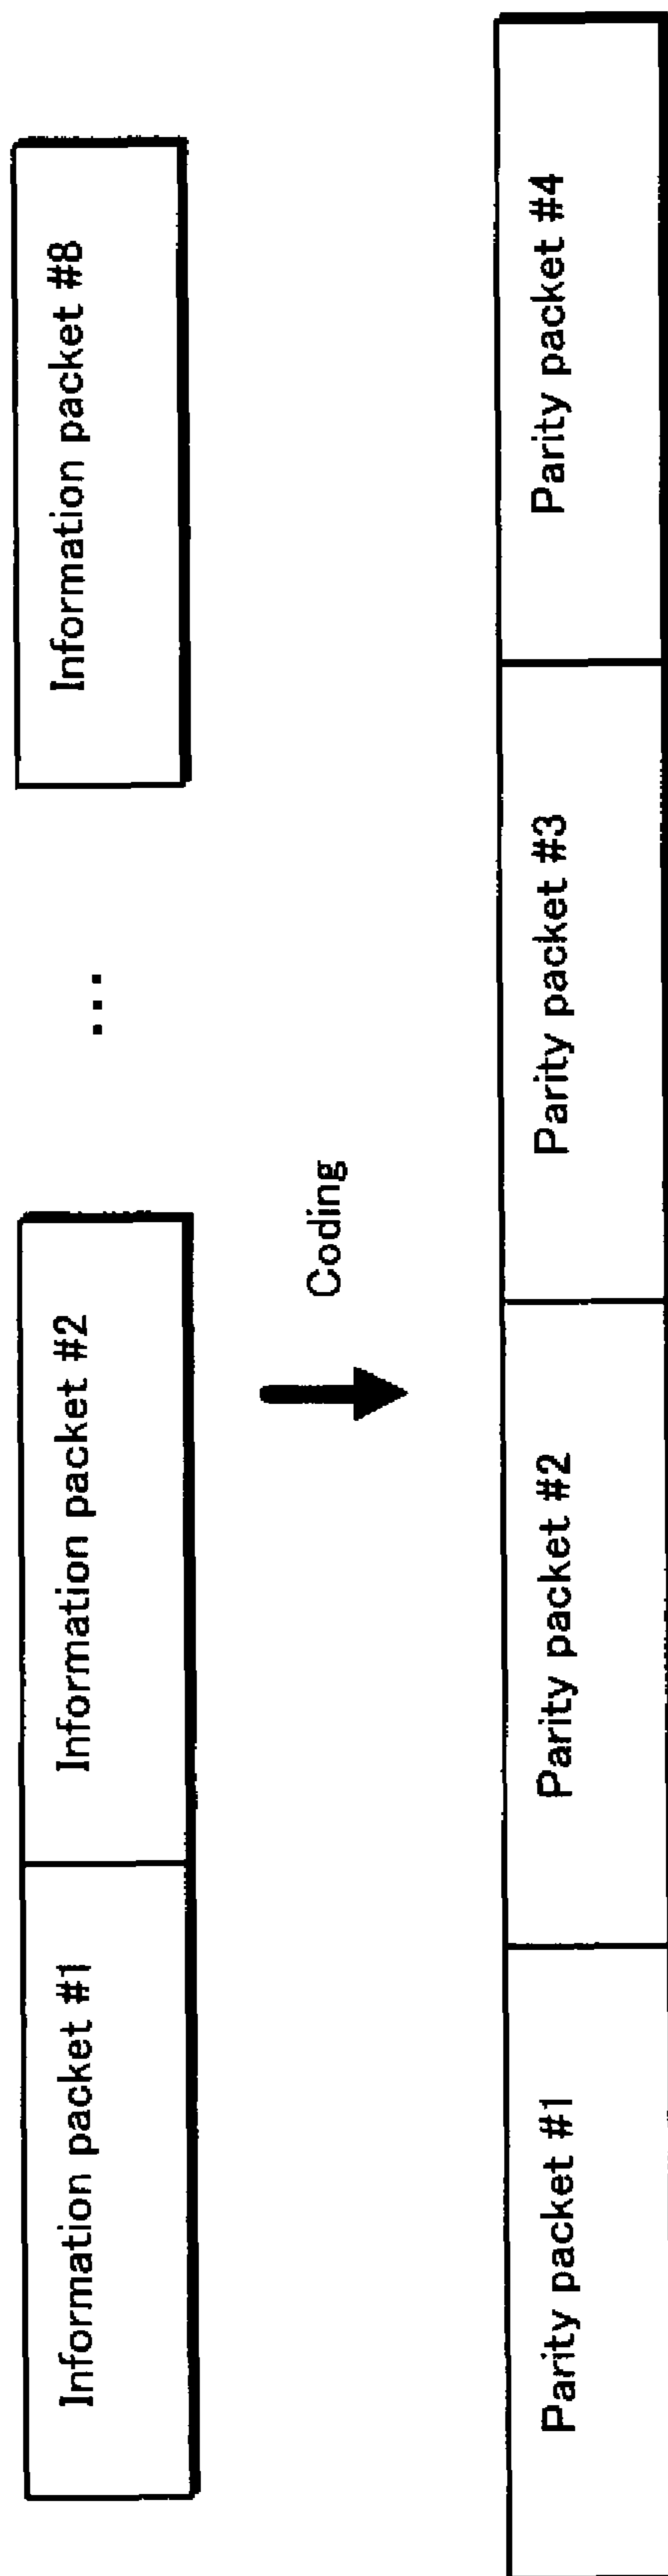 Information packet #1
Information packet #2
...
Information packet #8
Coding
Parity packet #1
Parity packet #2
Parity packet #3
Parity packet #4